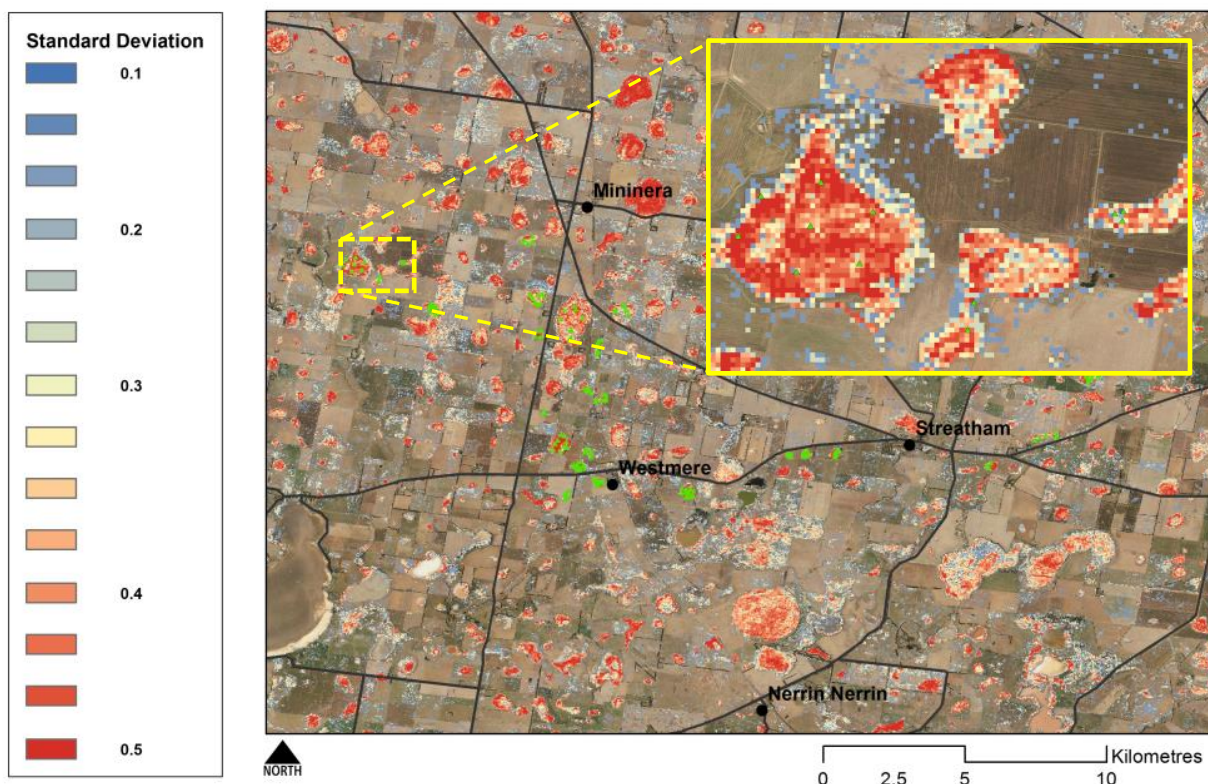 Standard Deviation
0.1
0.2
0.3
0.4
0.5
Mininera
Streatham
Westmere
Nerrin Nerrin
NORTH
Kilometres
0 2.5 5 10